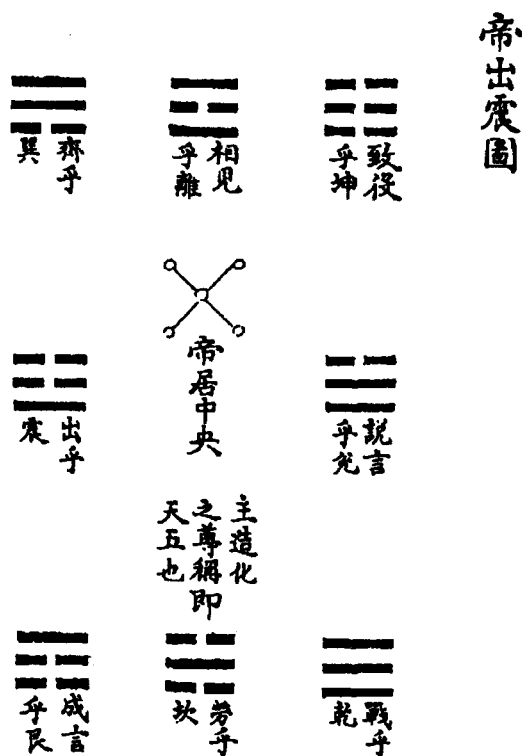 帝出震圖
致役
乎坤
相見
乎離
齊乎
巽
帝居中央
説言
乎兌
出乎
震
主造化
之尊稱即
天五也
戰乎
乾
勞乎
坎
成言
乎艮